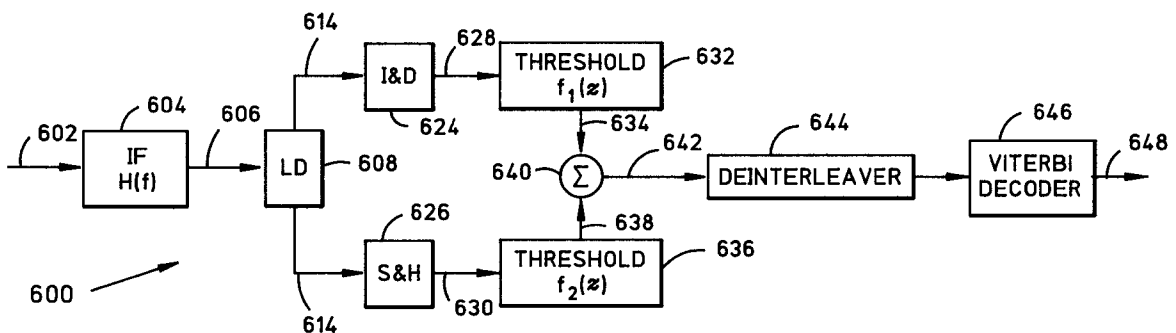 602
604
IF
H(f)
606
LD
608
614
614
I&D
624
628
THRESHOLD
f₁(z)
632
634
626
S&H
630
THRESHOLD
f₂(z)
636
638
640
Σ
642
644
DEINTERLEAVER
646
VITERBI
DECODER
648
600